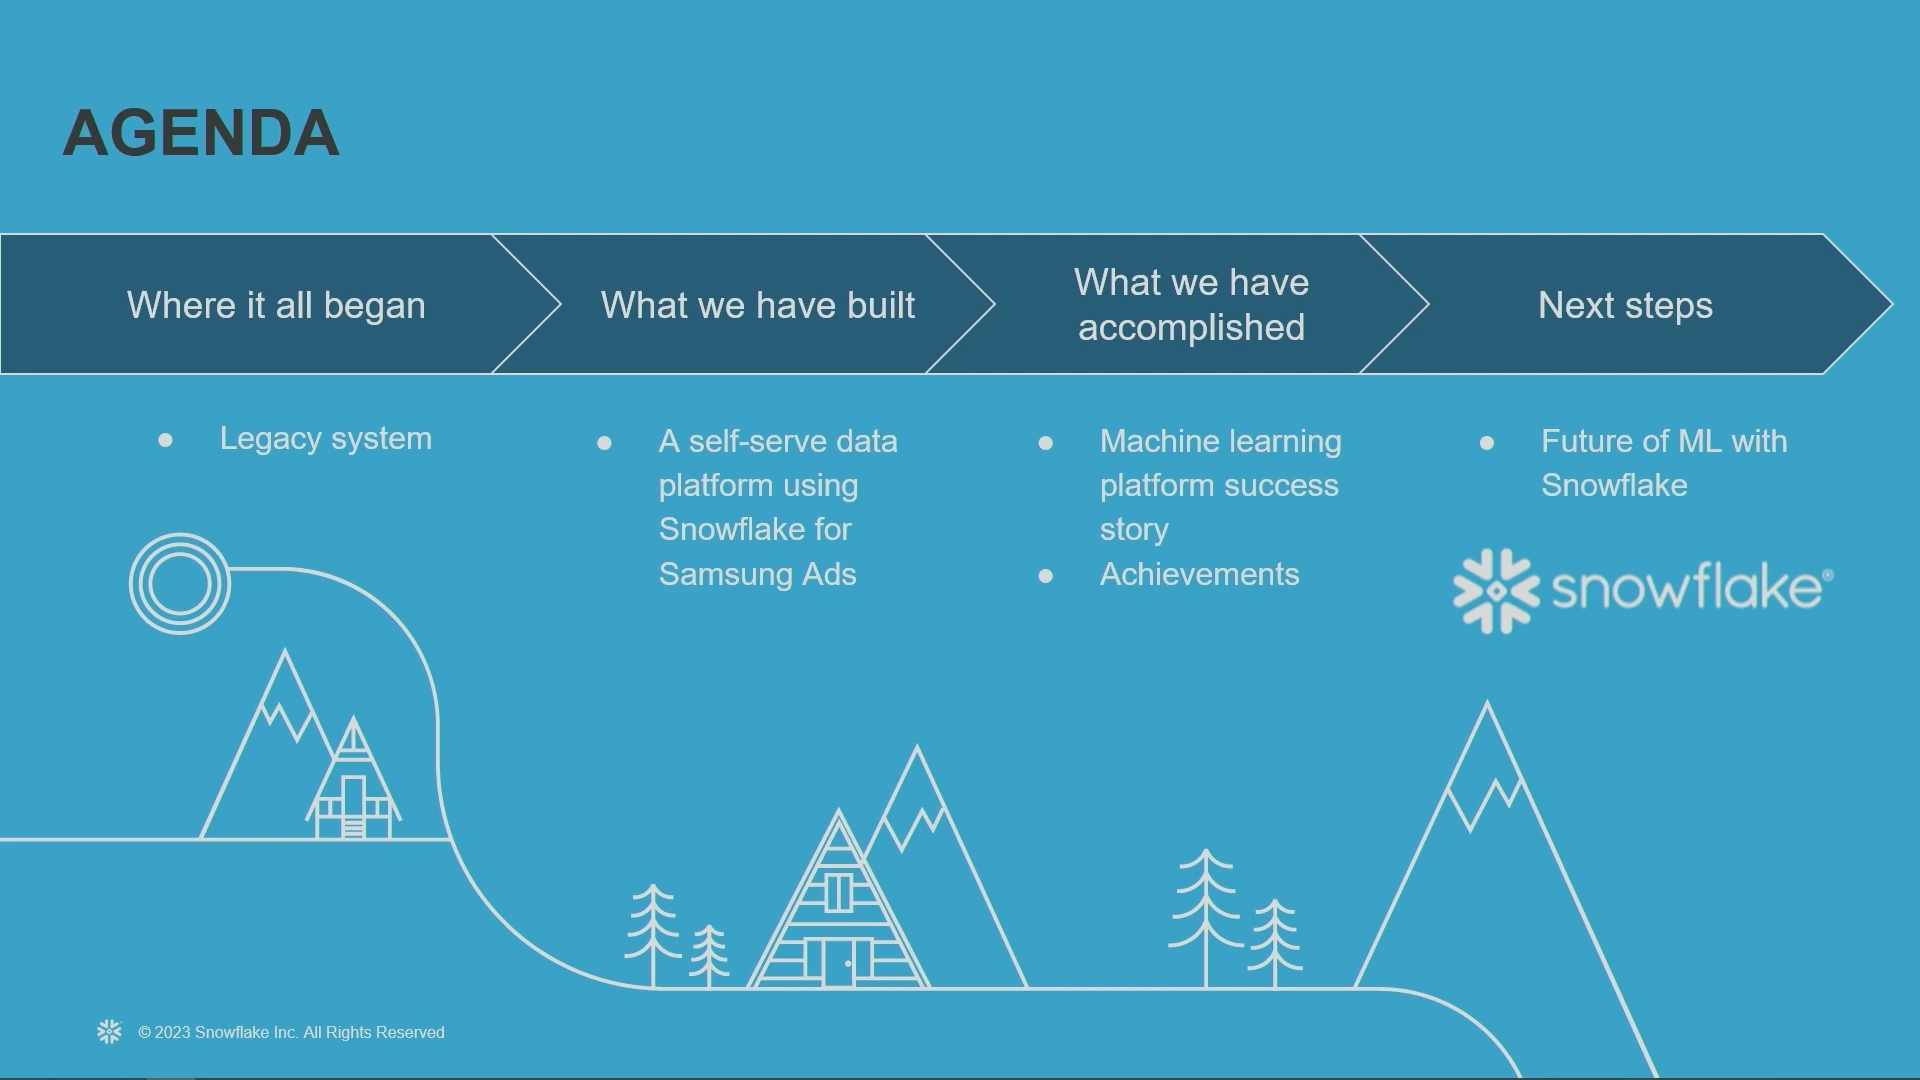 AGENDA
Where it all began
What we have built
What we have
accomplished
Next steps
● Legacy system
● A self-serve data
platform using
Snowflake for
Samsung Ads
● Machine learning
platform success
story
● Achievements
● Future of ML with
Snowflake
snowflake®
© 2023 Snowflake Inc. All Rights Reserved